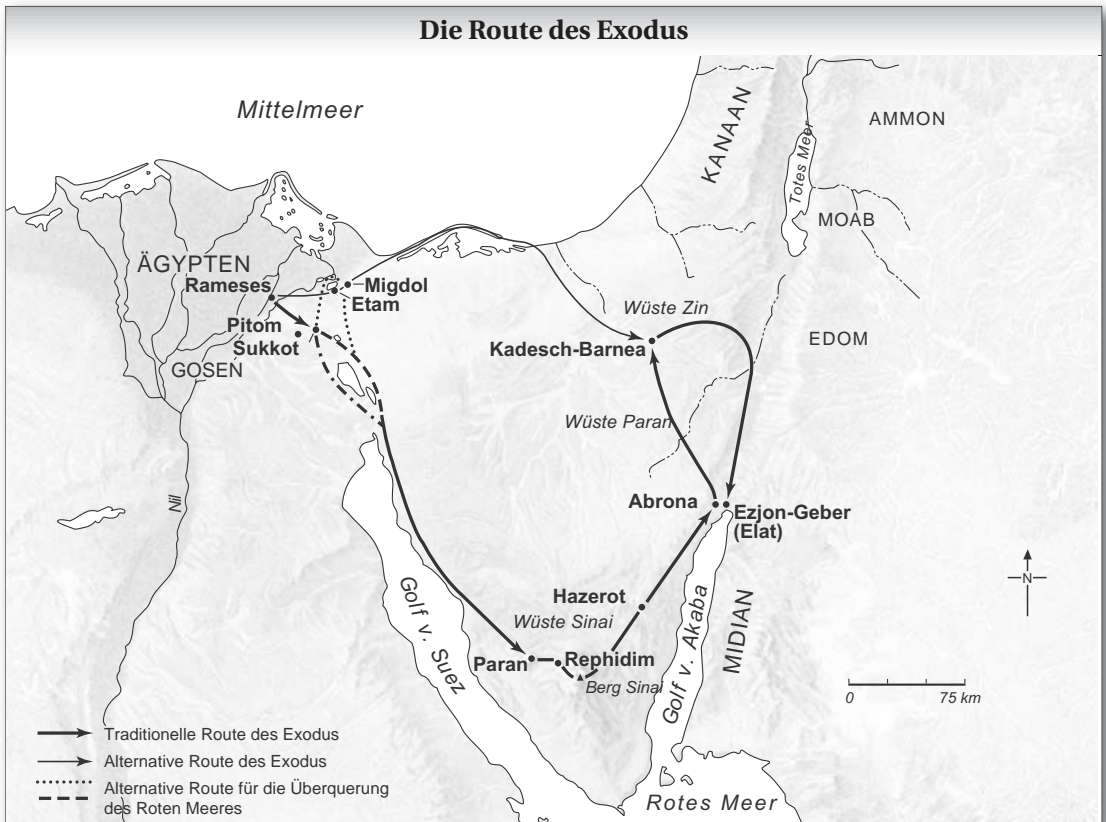 Die Route des Exodus
Mittelmeer
KANAAN
AMMON
Totes Meer
MOAB
ÄGYPTEN
Rameses
Migdol
Etam
Pitom
Sukkot
GOSEN
Wüste Zin
Kadesch-Barnea
EDOM
Wüste Paran
Nil
Abrona
Ezjon-Geber
(Elat)
Golf v. Suez
Hazerot
Wüste Sinai
Paran
Rephidim
Berg Sinai
Golf v. Akaba
MIDIAN
N
0 75 km
Traditionelle Route des Exodus
Alternative Route des Exodus
Alternative Route für die Überquerung
des Roten Meeres
Rotes Meer